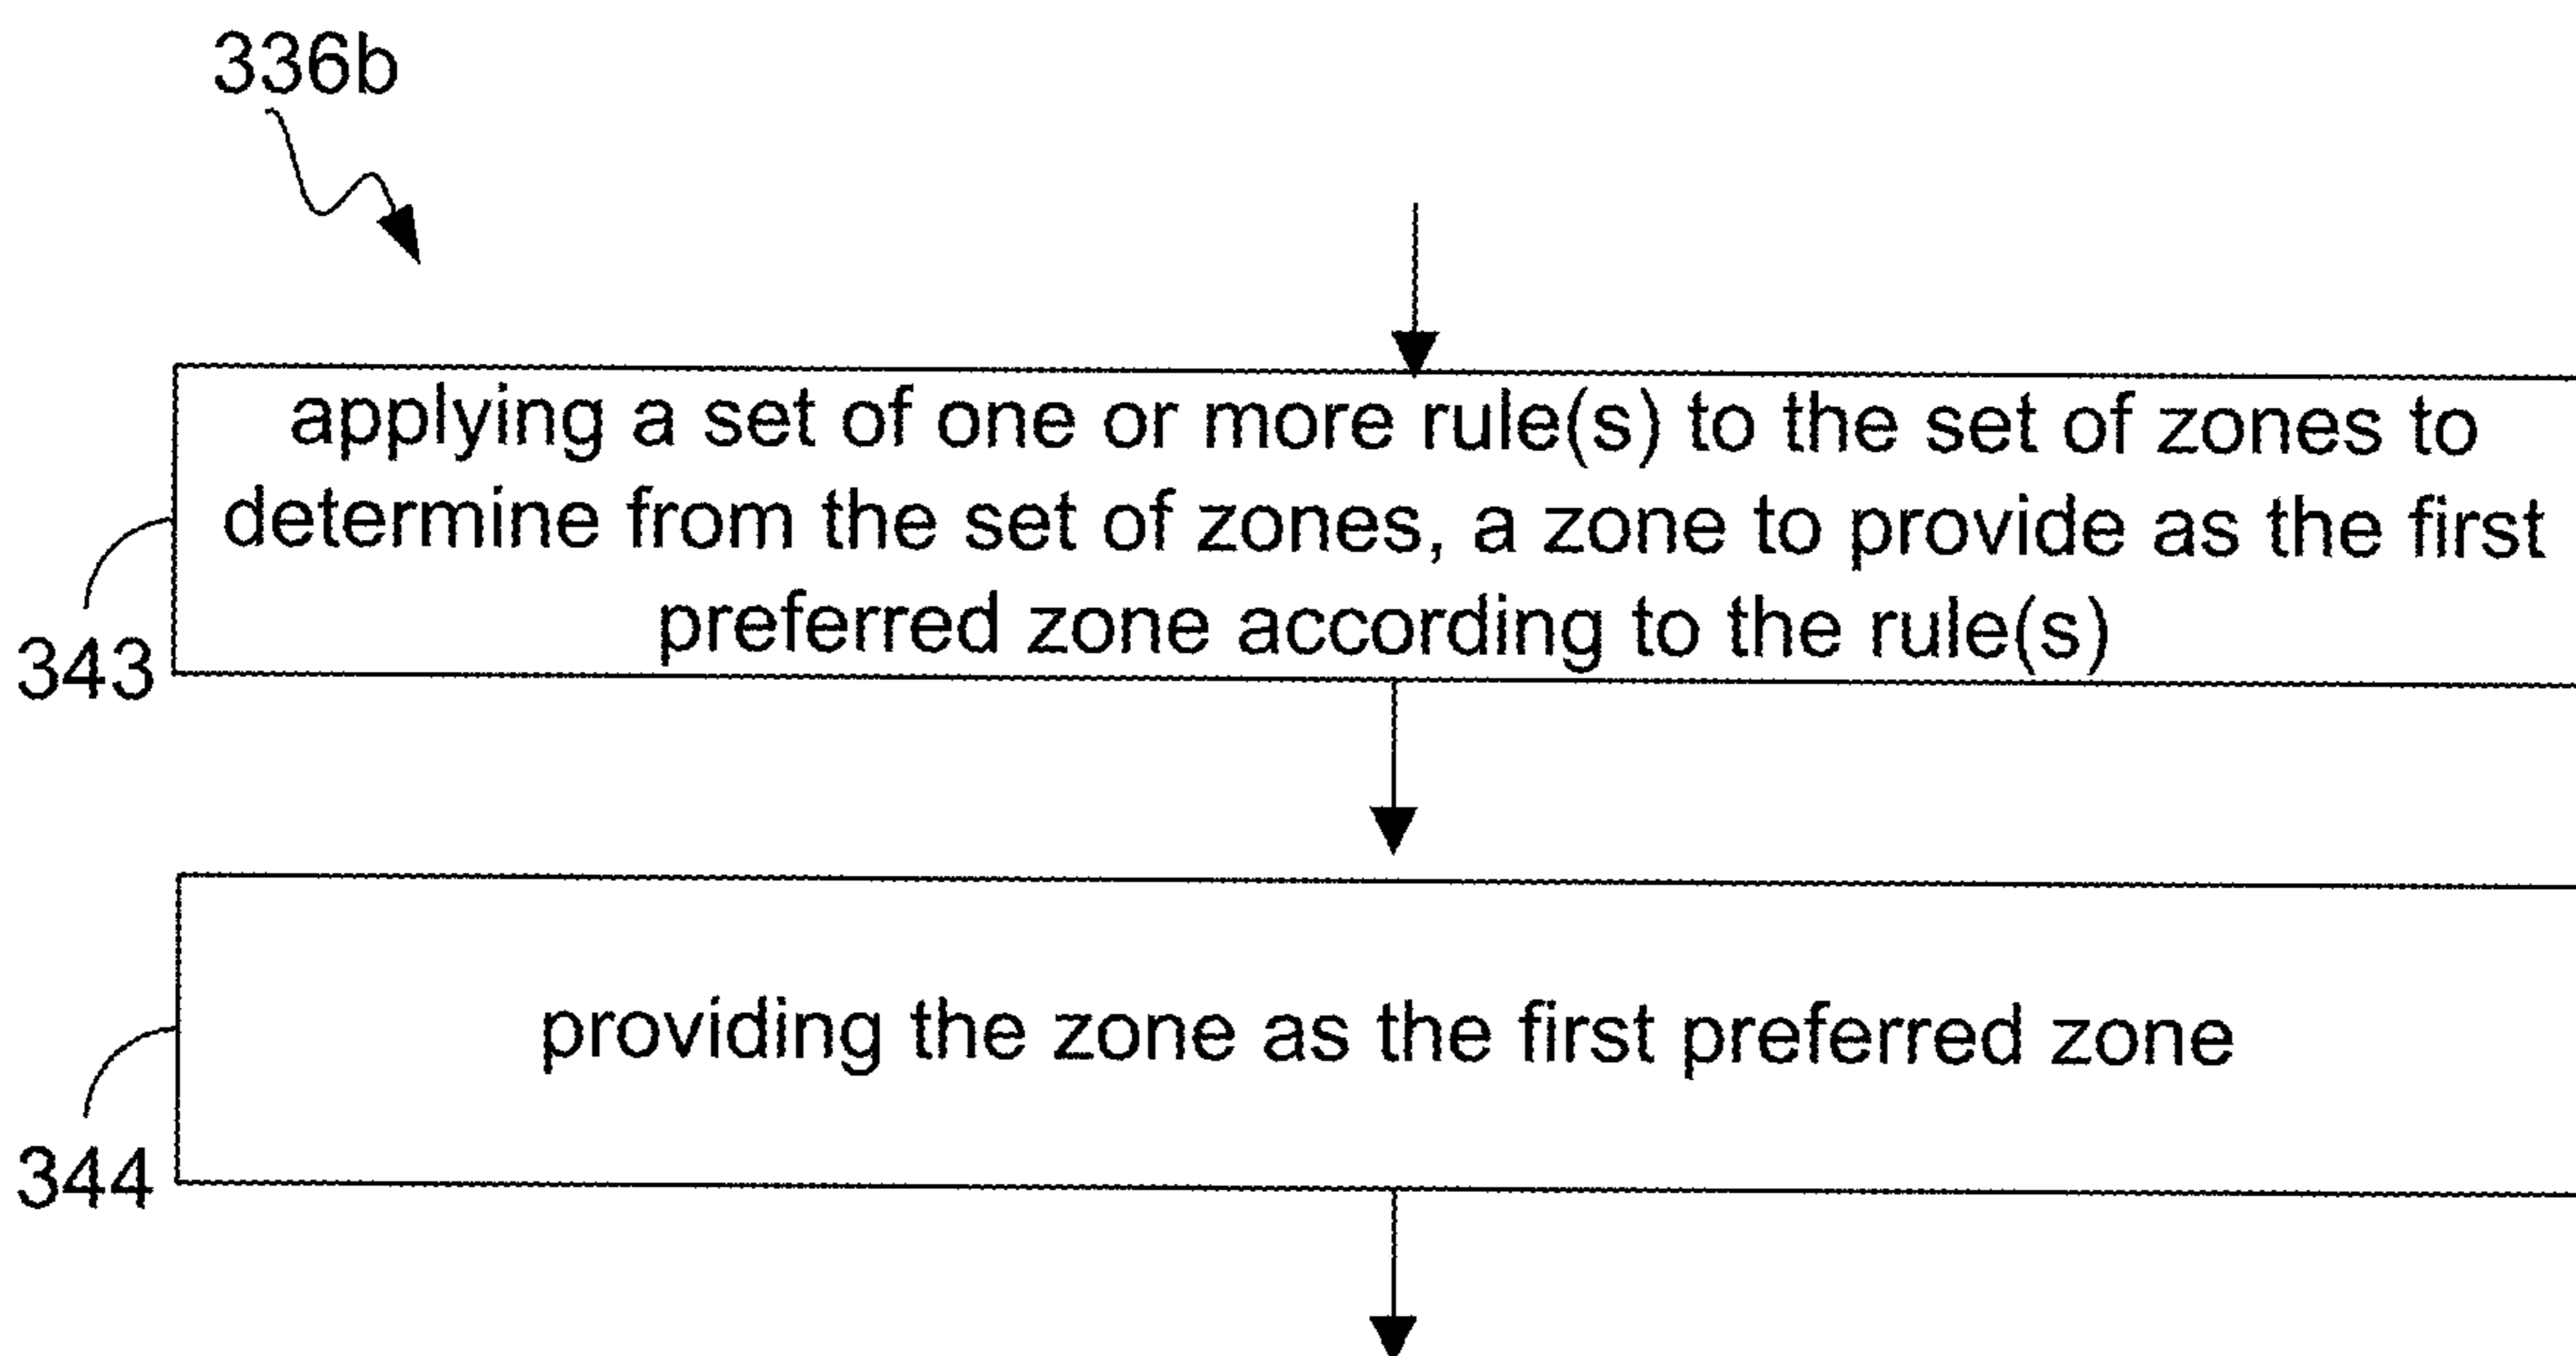 336b
applying a set of one or more rule(s) to the set of zones to
determine from the set of zones, a zone to provide as the first
preferred zone according to the rule(s)
343
providing the zone as the first preferred zone
344